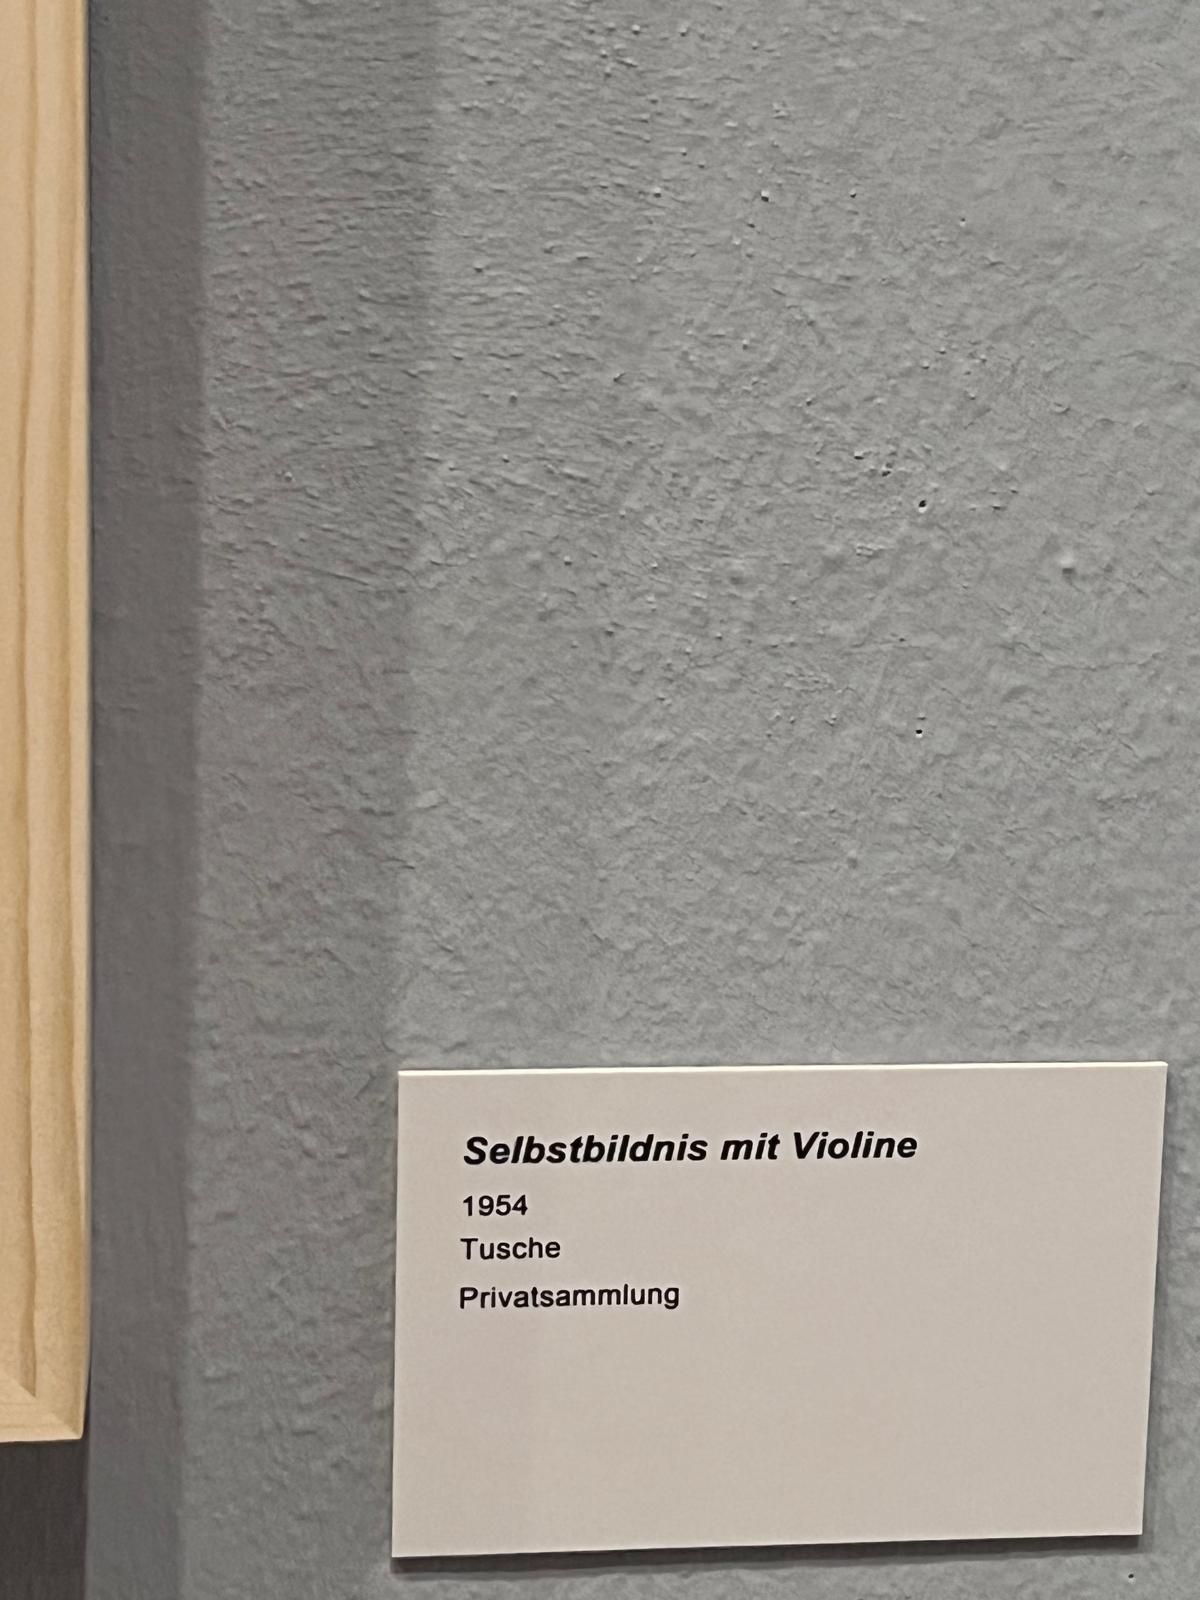 Selbstbildnis mit Violine
1954
Tusche
Privatsammlung